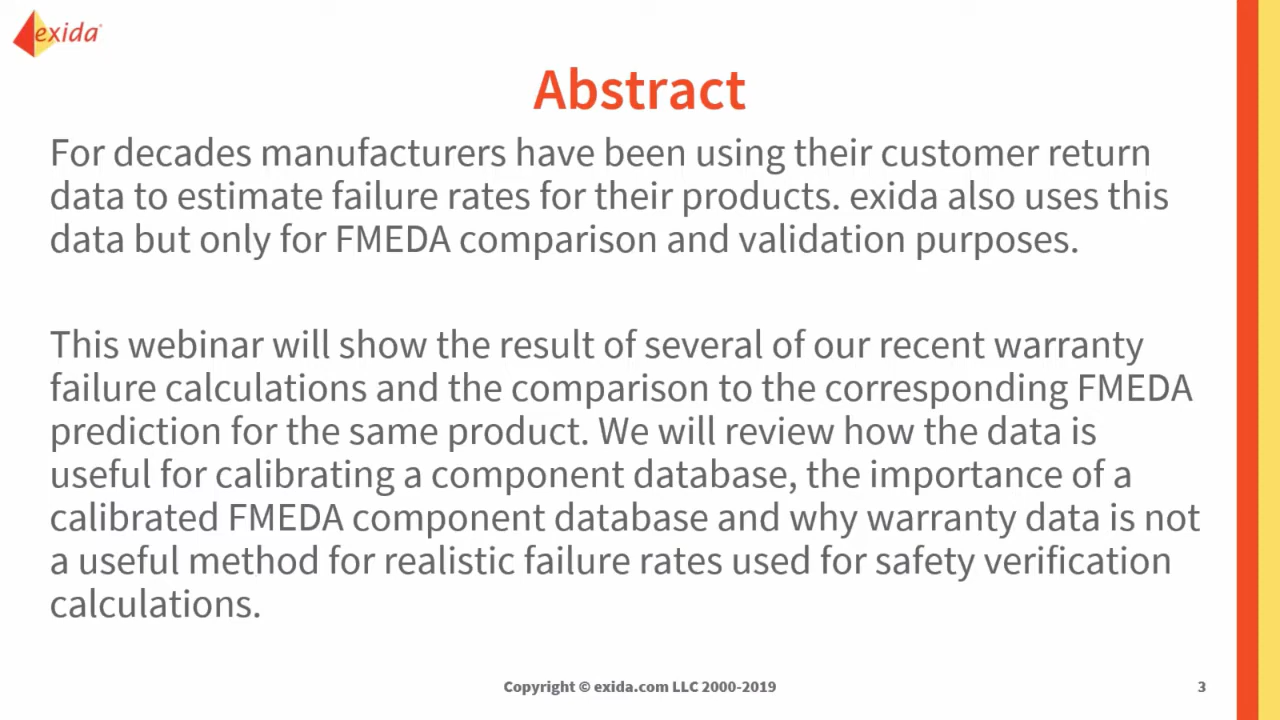 exida
Abstract
For decades manufacturers have been using their customer return
data to estimate failure rates for their products. exida also uses this
data but only for FMEDA comparison and validation purposes.
This webinar will show the result of several of our recent warranty
failure calculations and the comparison to the corresponding FMEDA
prediction for the same product. We will review how the data is
useful for calibrating a component database, the importance of a
calibrated FMEDA component database and why warranty data is not
a useful method for realistic failure rates used for safety verification
calculations.
Copyright © exida.com LLC 2000-2019
3